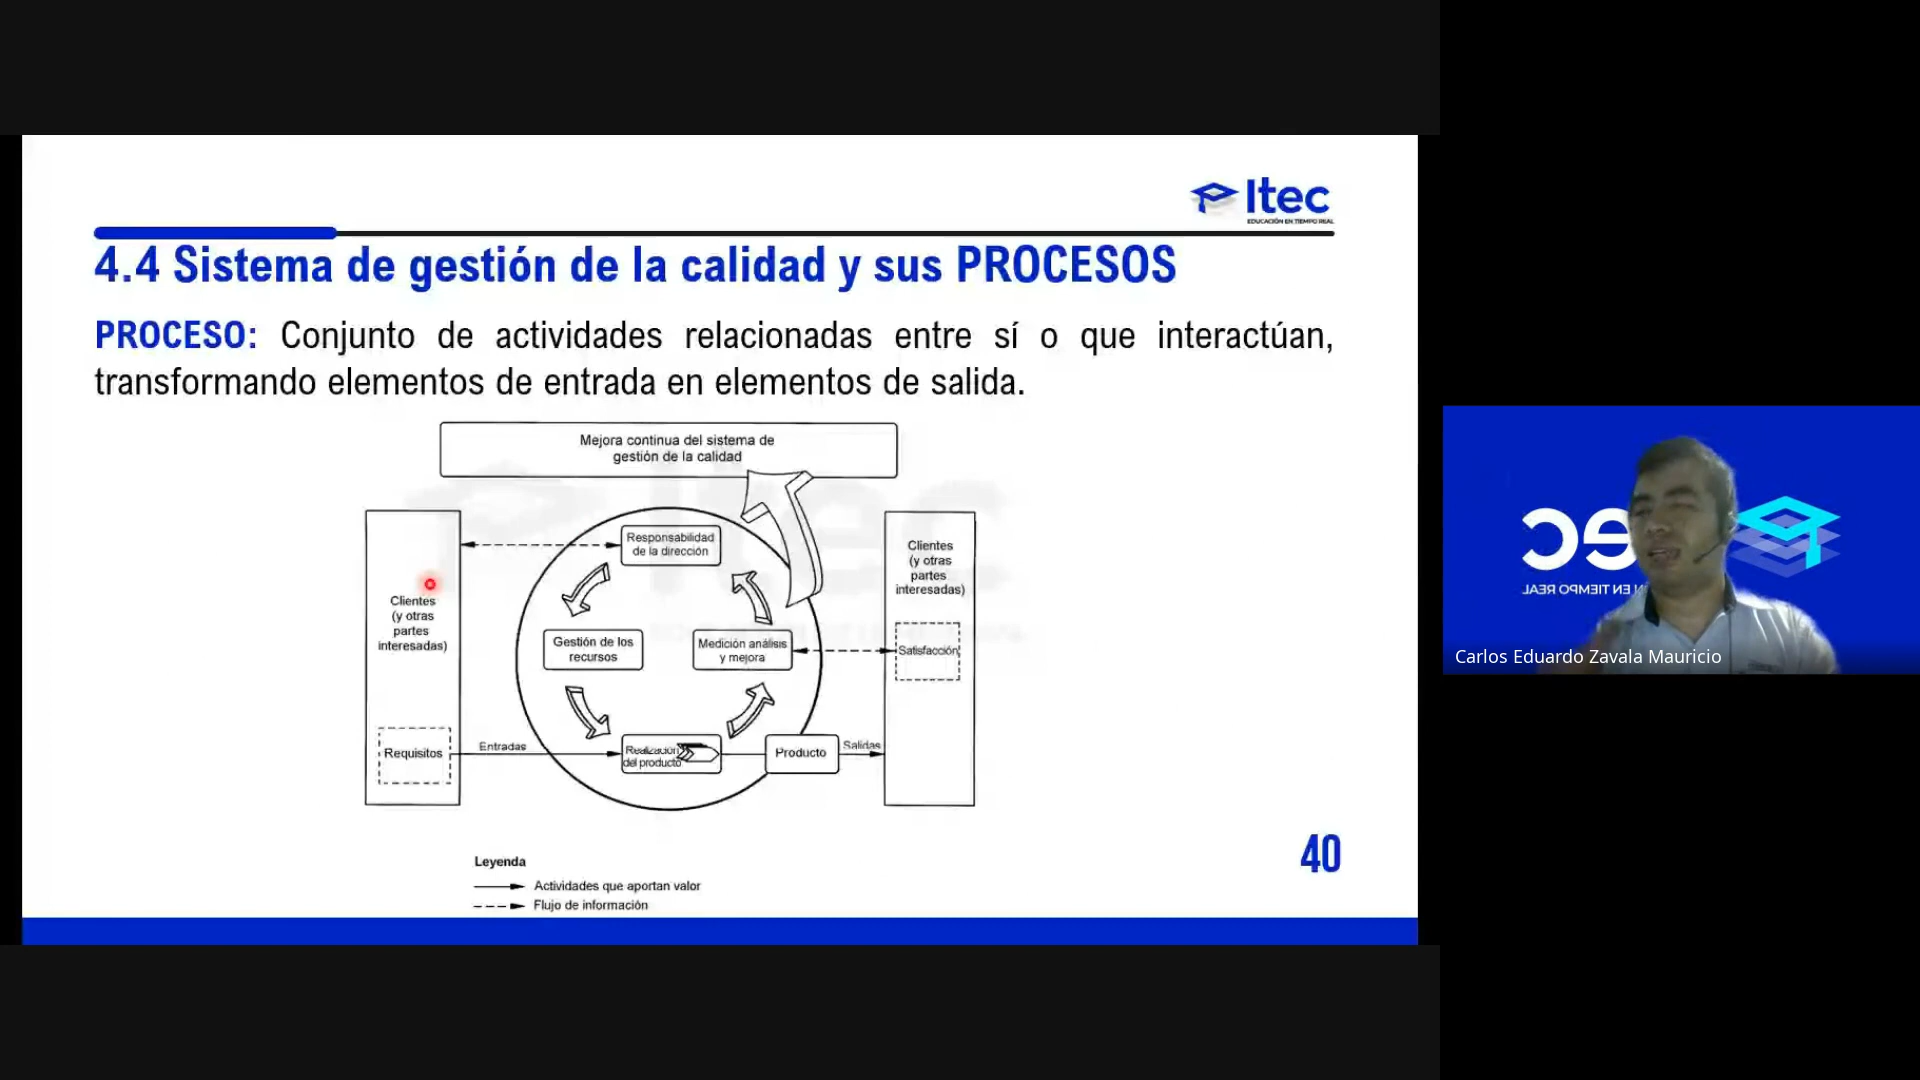 Itec
EDUCACIÓN EN TIEMPO REAL
4.4 Sistema de gestión de la calidad y sus PROCESOS
PROCESO: Conjunto de actividades relacionadas entre sí o que interactúan,
transformando elementos de entrada en elementos de salida.
Mejora continua del sistema de
gestión de la calidad
Responsabilidad
de la dirección
Clientes
(y otras
partes
interesadas)
Clientes
(y otras
partes
interesadas)
Gestión de los
recursos
Medición análisis
y mejora
Satisfacción
Requisitos
Entradas
Realización
del producto
Producto
Salidas
40
Leyenda
Actividades que aportan valor
Flujo de información
EN TIEMPO REAL
Carlos Eduardo Zavala Mauricio